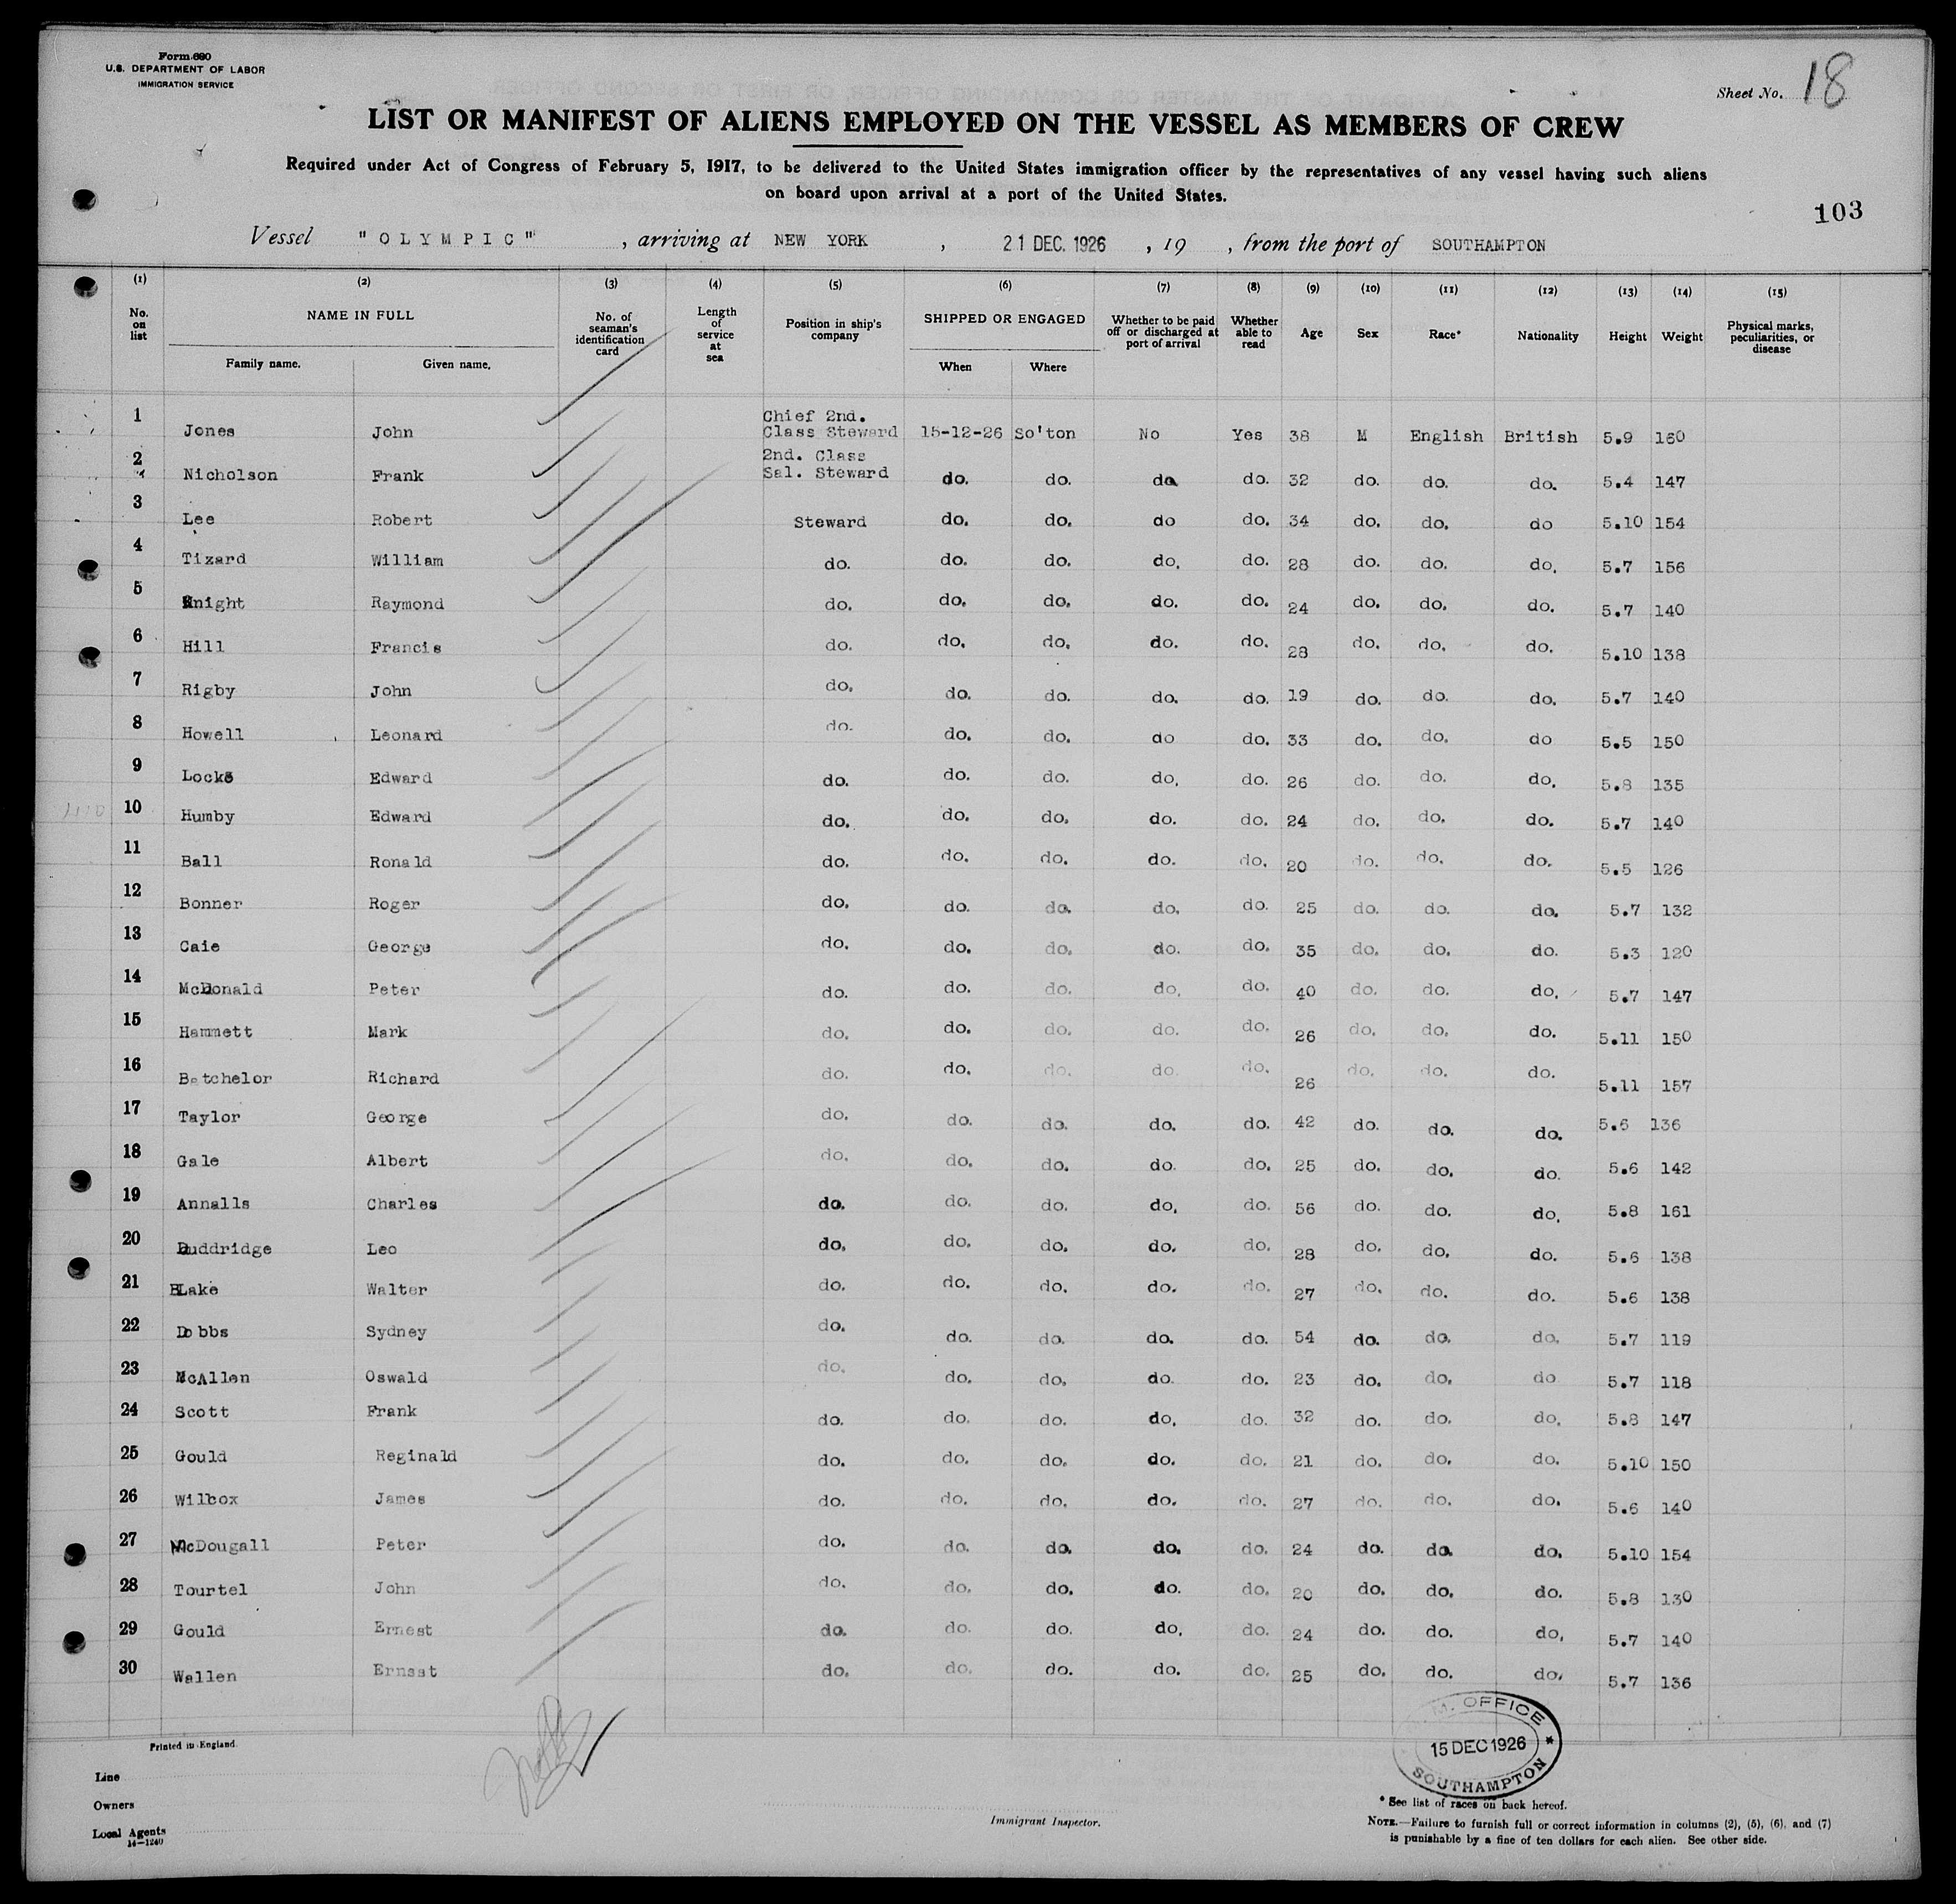 Form 690
U.S. DEPARTMENT OF LABOR
IMMIGRATION SERVICE
Sheet No. 18
LIST OR MANIFEST OF ALIENS EMPLOYED ON THE VESSEL AS MEMBERS OF CREW
Required under Act of Congress of February 5, 1917, to be delivered to the United States immigration officer by the representatives of any vessel having such aliens
on board upon arrival at a port of the United States.
103
Vessel "OLYMPIC", arriving at NEW YORK, 21 DEC. 1926, 19 , from the port of SOUTHAMPTON
(1) (2) (3) (4) (5) (6) (7) (8) (9) (10) (11) (12) (13) (14) (15)
No. on list NAME IN FULL Family name. Given name. No. of seaman's identification card Length of service at sea Position in ship's company SHIPPED OR ENGAGED When Where Whether to be paid off or discharged at port of arrival Whether able to read Age Sex Race* Nationality Height Weight Physical marks, peculiarities, or disease
1 Jones John Chief 2nd. Class Steward 15-12-26 So'ton No Yes 38 M English British 5.9 160
2 Nicholson Frank 2nd. Class Sal. Steward do. do. do. do. 32 do. do. do. 5.4 147
3 Lee Robert Steward do. do. do do. 34 do. do. do 5.10 154
4 Tizard William do. do. do. do. do. 28 do. do. do. 5.7 156
5 Knight Raymond do. do. do. do. do. 24 do. do. do. 5.7 140
6 Hill Francis do. do. do. do. do. 28 do. do. do. 5.10 138
7 Rigby John do. do. do. do. do. 19 do. do. do. 5.7 140
8 Howell Leonard do. do. do. do do. 33 do. do. do 5.5 150
9 Locke Edward do. do. do. do. do. 26 do. do. do. 5.8 135
10 Humby Edward do. do. do. do. do. 24 do. do. do. 5.7 140
11 Ball Ronald do. do. do. do. do. 20 do. do. do. 5.5 126
12 Bonner Roger do. do. do. do. do. 25 do. do. do. 5.7 132
13 Caie George do. do. do. do. do. 35 do. do. do. 5.3 120
14 McDonald Peter do. do. do. do. do. 40 do. do. do. 5.7 147
15 Hammett Mark do. do. do. do. do. 26 do. do. do. 5.11 150
16 Batchelor Richard do. do. do. do do. 26 do. do. do. 5.11 157
17 Taylor George do. do. do. do. do. 42 do. do. do. 5.6 136
18 Gale Albert do. do. do. do. do. 25 do. do. do. 5.6 142
19 Annalls Charles do. do. do. do. do. 56 do. do. do. 5.8 161
20 Duddridge Leo do. do. do. do. do. 28 do. do. do. 5.6 138
21 BLake Walter do. do. do. do. do. 27 do. do. do. 5.6 138
22 Dobbs Sydney do. do. do. do. do. 54 do. do. do. 5.7 119
23 McAllen Oswald do. do. do. do. do. 23 do. do. do 5.7 118
24 Scott Frank do. do. do. do. do. 32 do. do. do. 5.8 147
25 Gould Reginald do. do. do. do. do. 21 do. do. do. 5.10 150
26 Wilbox James do. do. do. do. do. 27 do. do. do. 5.6 140
27 McDougall Peter do. do. do. do. do. 24 do. do. do. 5.10 154
28 Tourtel John do. do. do. do. do. 20 do. do. do. 5.8 130
29 Gould Ernest do. do. do. do. do. 24 do. do. do. 5.7 140
30 Wallen Ernsst do. do. do. do. do. 25 do. do. do. 5.7 136
M. OFFICE
15 DEC 1926
SOUTHAMPTON
Printed in England.
Line
Owners
Local Agents
14-1240
Immigrant Inspector.
* See list of races on back hereof.
NOTE.—Failure to furnish full or correct information in columns (2), (5), (6), and (7)
is punishable by a fine of ten dollars for each alien. See other side.